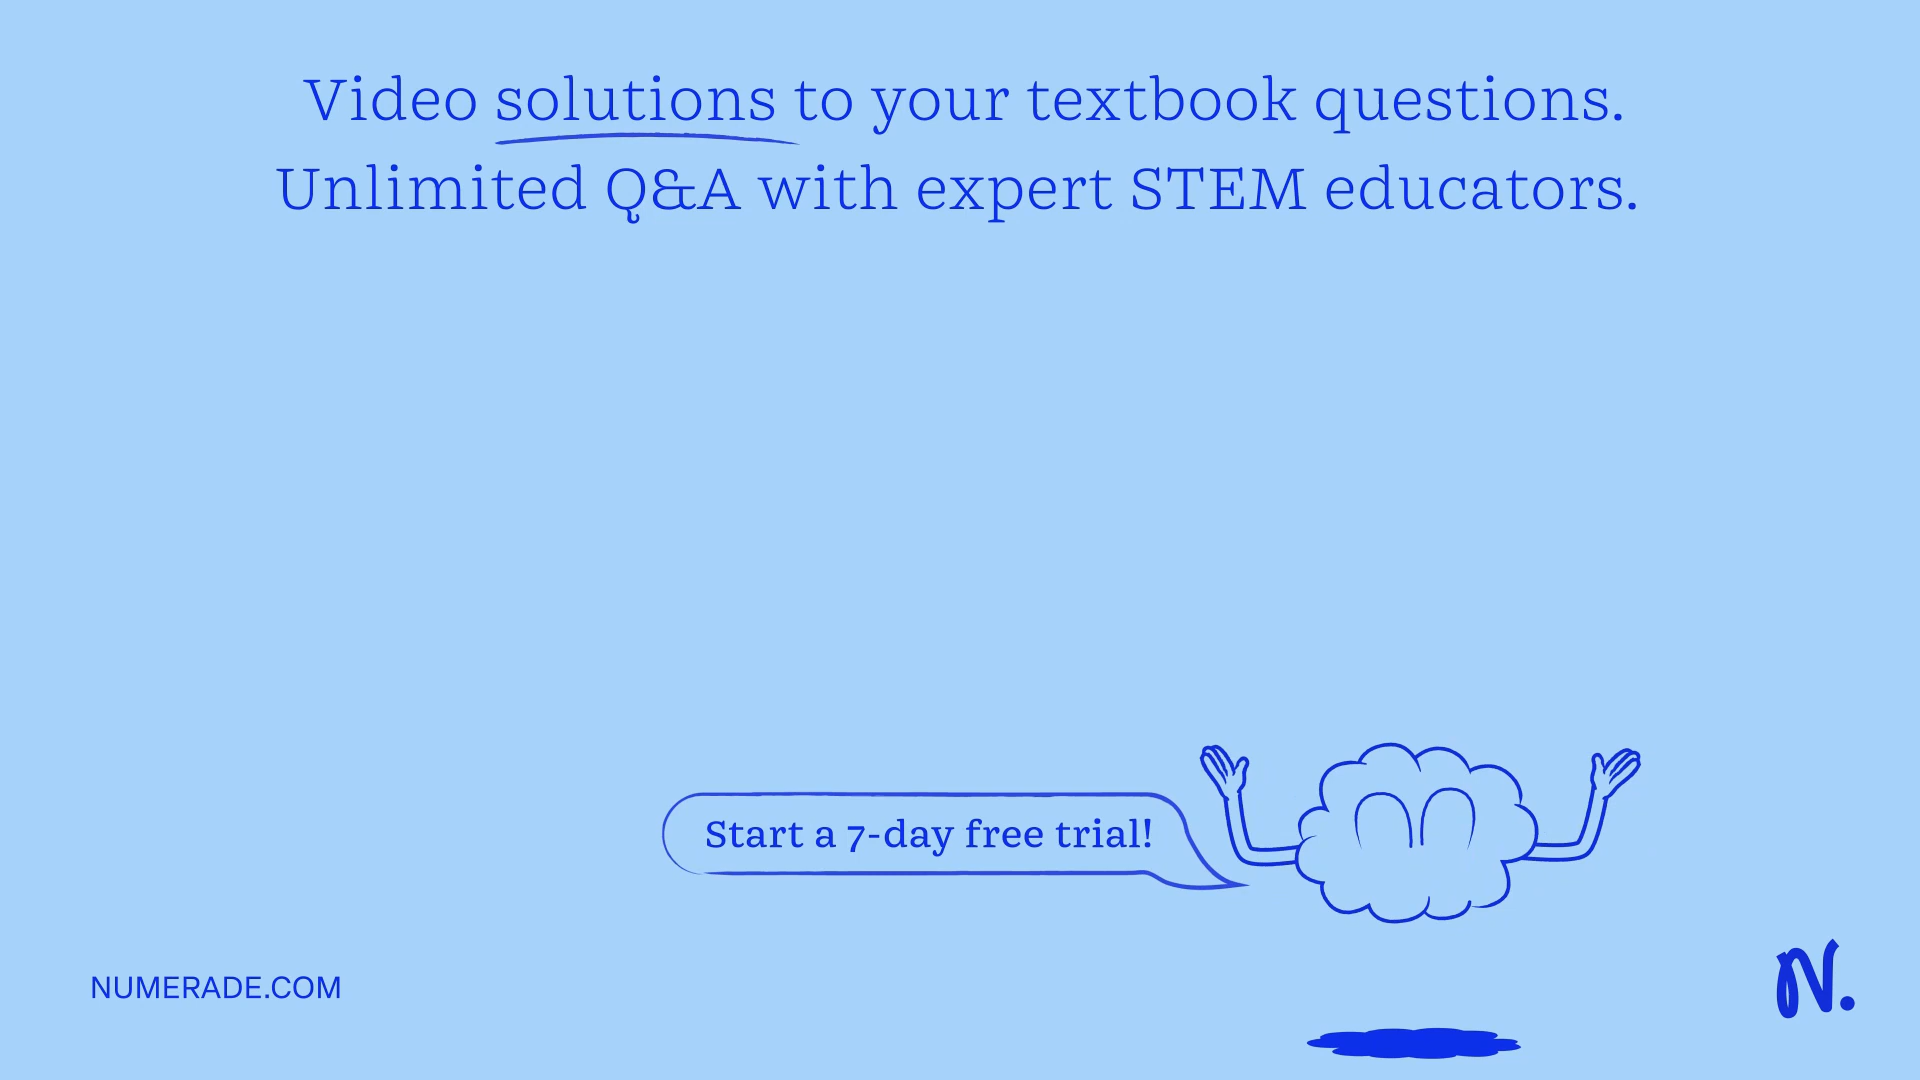 Video solutions to your textbook questions.
Unlimited Q&A with expert STEM educators.
Start a 7-day free trial!
NUMERADE.COM
N.